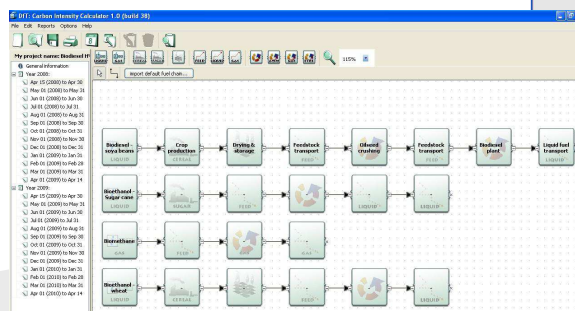 DfT: Carbon Intensity Calculator 1.0 (build 38)
File Edit Reports Options Help
115%
My project name: Biodiesel
import default fuel chain...
General Information
Year 2008:
Apr 15 (2008) to Apr 30
May 01 (2008) to May 31
Jun 01 (2008) to Jun 30
Jul 01 (2008) to Jul 31
Aug 01 (2008) to Aug 31
Sep 01 (2008) to Sep 30
Oct 01 (2008) to Oct 31
Nov 01 (2008) to Nov 30
Dec 01 (2008) to Dec 31
Jan 01 (2009) to Jan 31
Feb 01 (2009) to Feb 28
Mar 01 (2009) to Mar 31
Apr 01 (2009) to Apr 14
Year 2009:
Apr 15 (2009) to Apr 30
May 01 (2009) to May 31
Jun 01 (2009) to Jun 30
Jul 01 (2009) to Jul 31
Aug 01 (2009) to Aug 31
Sep 01 (2009) to Sep 30
Oct 01 (2009) to Oct 31
Nov 01 (2009) to Nov 30
Dec 01 (2009) to Dec 31
Jan 01 (2010) to Jan 31
Feb 01 (2010) to Feb 28
Mar 01 (2010) to Mar 31
Apr 01 (2010) to Apr 14
Biodiesel - soya beans LIQUID
Crop production CEREAL
Drying & storage
Feedstock transport FEED
Oilseed crushing
Feedstock transport FEED
Biodiesel plant
Liquid fuel transport LIQUID
Bioethanol - Sugar cane LIQUID
SUGAR
FEED
LIQUID
Biomethane GAS
FEED
GAS
Bioethanol - wheat LIQUID
CEREAL
FEED
LIQUID